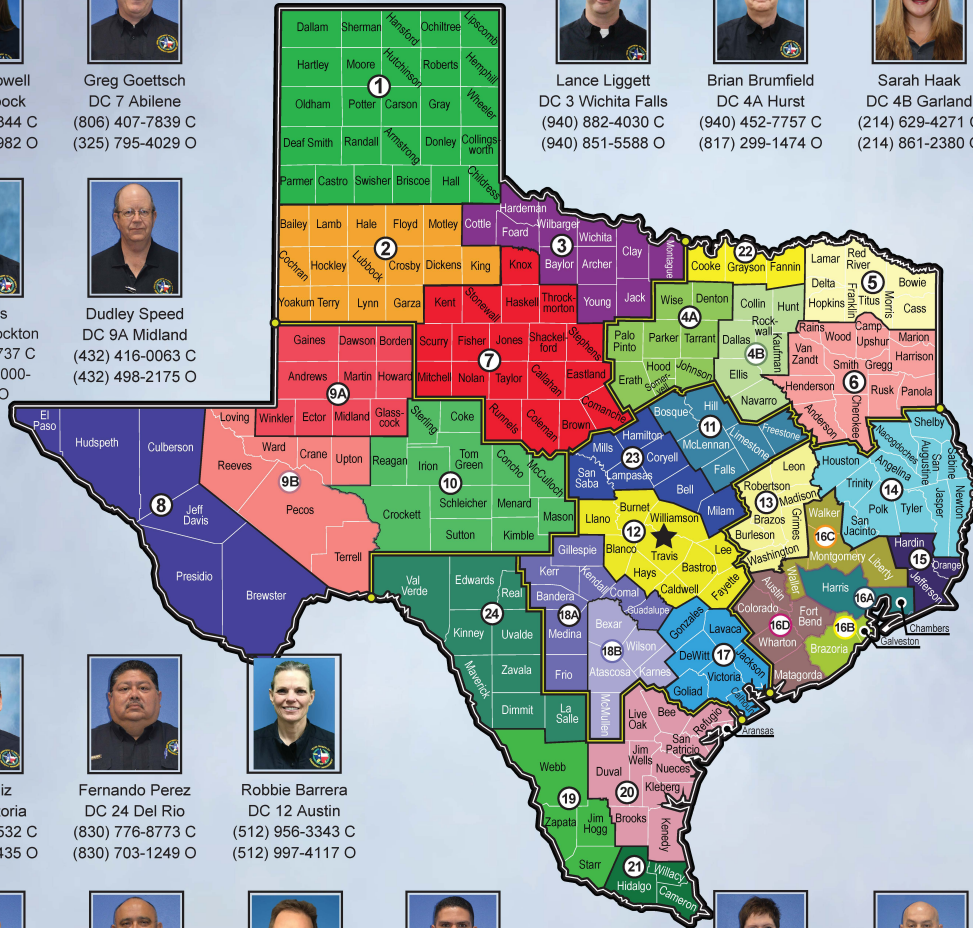 owell
ock
344 C
982 O
Greg Goettsch
DC 7 Abilene
(806) 407-7839 C
(325) 795-4029 O
Lance Liggett
DC 3 Wichita Falls
(940) 882-4030 C
(940) 851-5588 O
Brian Brumfield
DC 4A Hurst
(940) 452-7757 C
(817) 299-1474 O
Sarah Haak
DC 4B Garland
(214) 629-4271 C
(214) 861-2380 O
s
ockton
737 C
000-
O
Dudley Speed
DC 9A Midland
(432) 416-0063 C
(432) 498-2175 O
Dallam Sherman Hansford Ochiltree Lipscomb
Hartley Moore Hutchinson Roberts Hemphill
1
Oldham Potter Carson Gray Wheeler
Deaf Smith Randall Armstrong Donley Collings worth
Parmer Castro Swisher Briscoe Hall Childress
Bailey Lamb Hale Floyd Motley
2
Cochran Hockley Lubbock Crosby Dickens King
Yoakum Terry Lynn Garza
Cottle Hardeman Foard Wilbarger Wichita Clay Montague
3
Baylor Archer Young Jack
22
Cooke Grayson Fannin
Lamar Red River
5
Bowie
Delta Hopkins Franklin Titus Morris Cass
Wise Denton
4A
Palo Pinto Parker Tarrant
Erath Hood Somervell Johnson
Collin Hunt
Rockwall Dallas Kaufman
4B
Ellis Navarro
Rains Wood Camp Upshur Marion
Van Zandt Smith Gregg Harrison
6
Henderson Rusk Panola
Anderson Cherokee
Knox
Kent Stonewall Haskell Throckmorton
Scurry Fisher Jones Shackelford Stephens
7
Mitchell Nolan Taylor Callahan Eastland
Runnels Coleman Brown Comanche
Gaines Dawson Borden
Andrews Martin Howard
9A
Loving Winkler Ector Midland Glasscock
El Paso Hudspeth Culberson
8
Jeff Davis
Presidio Brewster
Ward Crane Upton
Reeves
9B
Pecos
Terrell
Sterling Coke
Reagan Irion Tom Green Concho McCulloch
10
Crockett Schleicher Menard Mason
Sutton Kimble
Bosque Hill
11
McLennan Limestone Freestone
Falls
Mills Hamilton
23
Coryell
San Saba Lampasas
Bell Milam
Burnet
Llano Williamson
12
Blanco Travis Lee
Hays Bastrop
Caldwell Fayette
Leon
Robertson
13
Madison
Brazos Grimes
Burleson
Washington
Shelby
Nacogdoches
Houston Angelina San Augustine Sabine
Trinity
14
Polk Tyler Jasper Newton
San Jacinto
Walker
16C
Montgomery Liberty
Waller
Hardin
15
Orange
Jefferson
Harris
16A
Chambers
Galveston
Austin
Colorado Fort Bend
16D
Wharton
Matagorda
16B
Brazoria
Gillespie
Kerr Kendall
Bandera Comal
18A
Guadalupe
Medina
Frio
Bexar
18B
Wilson
Atascosa Karnes
McMullen
Gonzales Lavaca
17
DeWitt Jackson
Victoria
Goliad Calhoun
Aransas
Val Verde Edwards Real
24
Kinney Uvalde
Maverick Zavala
Dimmit La Salle
Webb
19
Zapata Jim Hogg
Starr
Live Oak Bee Refugio
San Patricio
Jim Wells
Duval Nueces
20
Kleberg
Brooks Kenedy
21
Willacy
Hidalgo
Cameron
iz
toria
532 C
435 O
Fernando Perez
DC 24 Del Rio
(830) 776-8773 C
(830) 703-1249 O
Robbie Barrera
DC 12 Austin
(512) 956-3343 C
(512) 997-4117 O